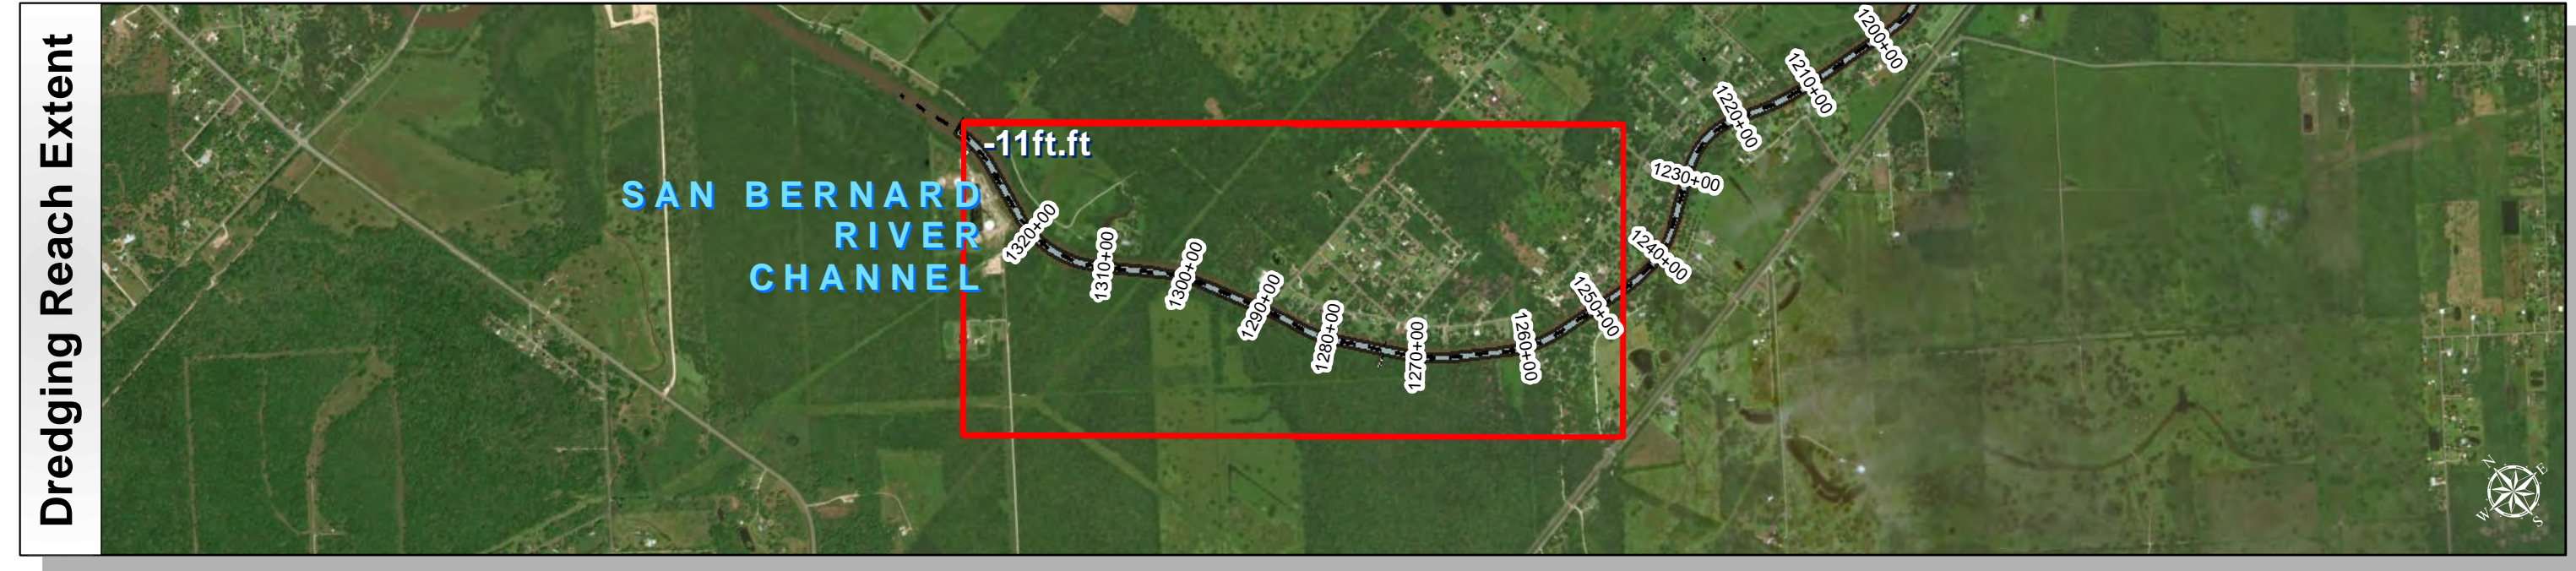 Dredging Reach Extent
-11ft.ft
SAN BERNARD
RIVER
CHANNEL
1320+00
1310+00
1300+00
1290+00
1280+00
1270+00
1260+00
1250+00
1240+00
1230+00
1220+00
1210+00
1200+00
N
E
W
S